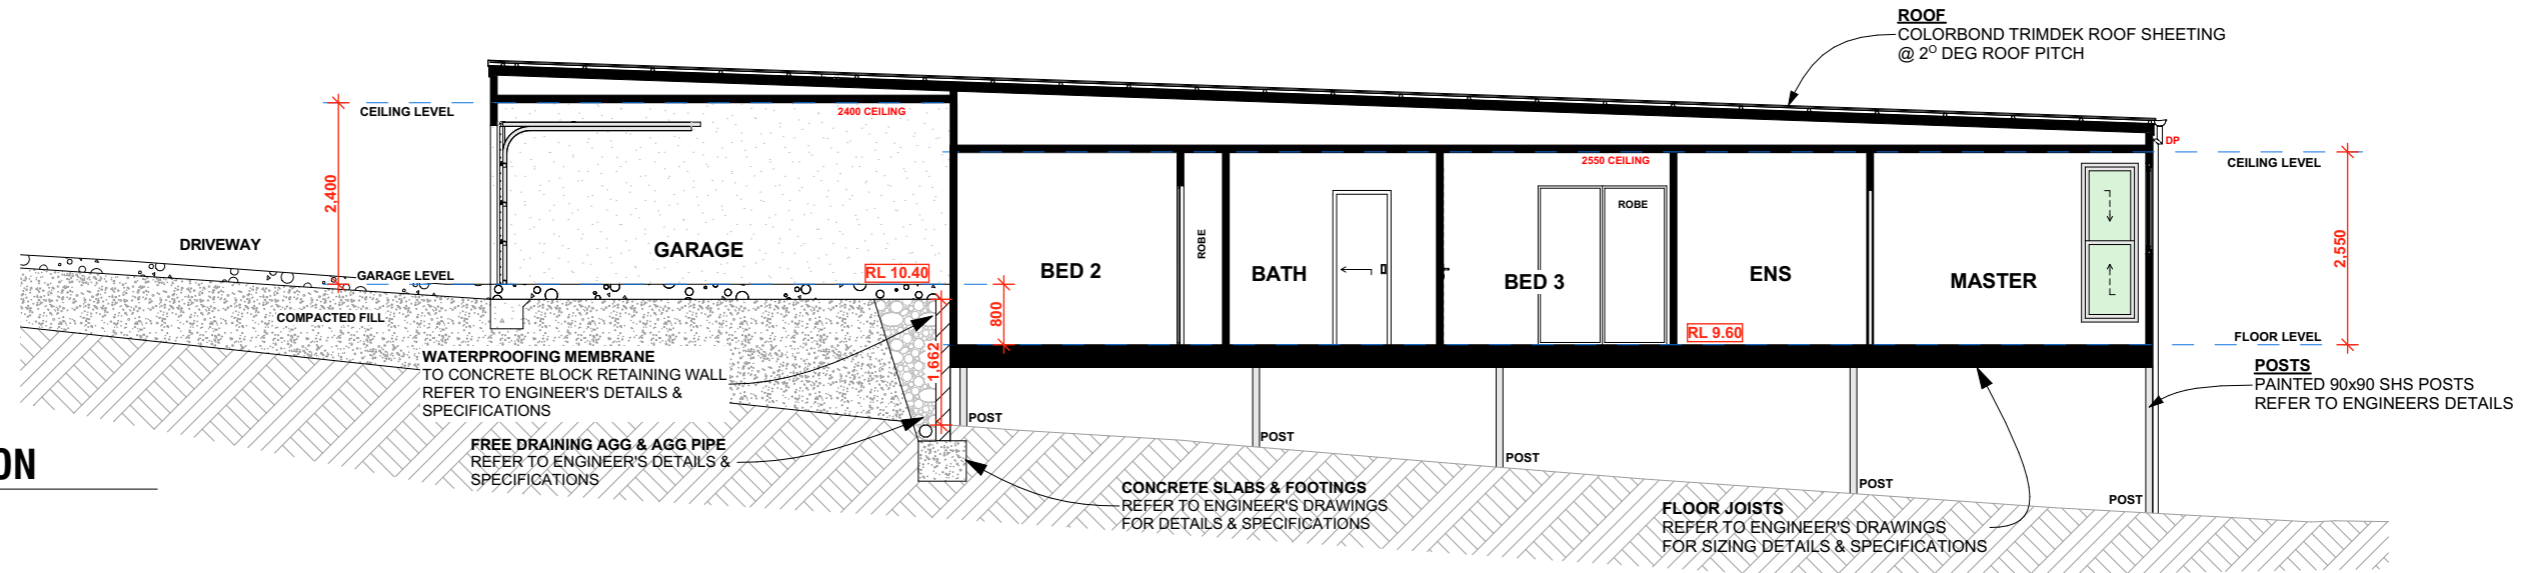 ROOF
COLORBOND TRIMDEK ROOF SHEETING
@ 2° DEG ROOF PITCH
CEILING LEVEL
2400 CEILING
DP
2550 CEILING
CEILING LEVEL
2,400
ROBE
ROBE
2,550
DRIVEWAY
GARAGE
GARAGE LEVEL
RL 10.40
BED 2
BATH
BED 3
ENS
MASTER
COMPACTED FILL
800
RL 9.60
FLOOR LEVEL
WATERPROOFING MEMBRANE
TO CONCRETE BLOCK RETAINING WALL
REFER TO ENGINEER'S DETAILS &
SPECIFICATIONS
1,662
POSTS
PAINTED 90x90 SHS POSTS
REFER TO ENGINEERS DETAILS
POST
POST
POST
POST
POST
FREE DRAINING AGG & AGG PIPE
REFER TO ENGINEER'S DETAILS &
SPECIFICATIONS
ON
CONCRETE SLABS & FOOTINGS
REFER TO ENGINEER'S DRAWINGS
FOR DETAILS & SPECIFICATIONS
FLOOR JOISTS
REFER TO ENGINEER'S DRAWINGS
FOR SIZING DETAILS & SPECIFICATIONS